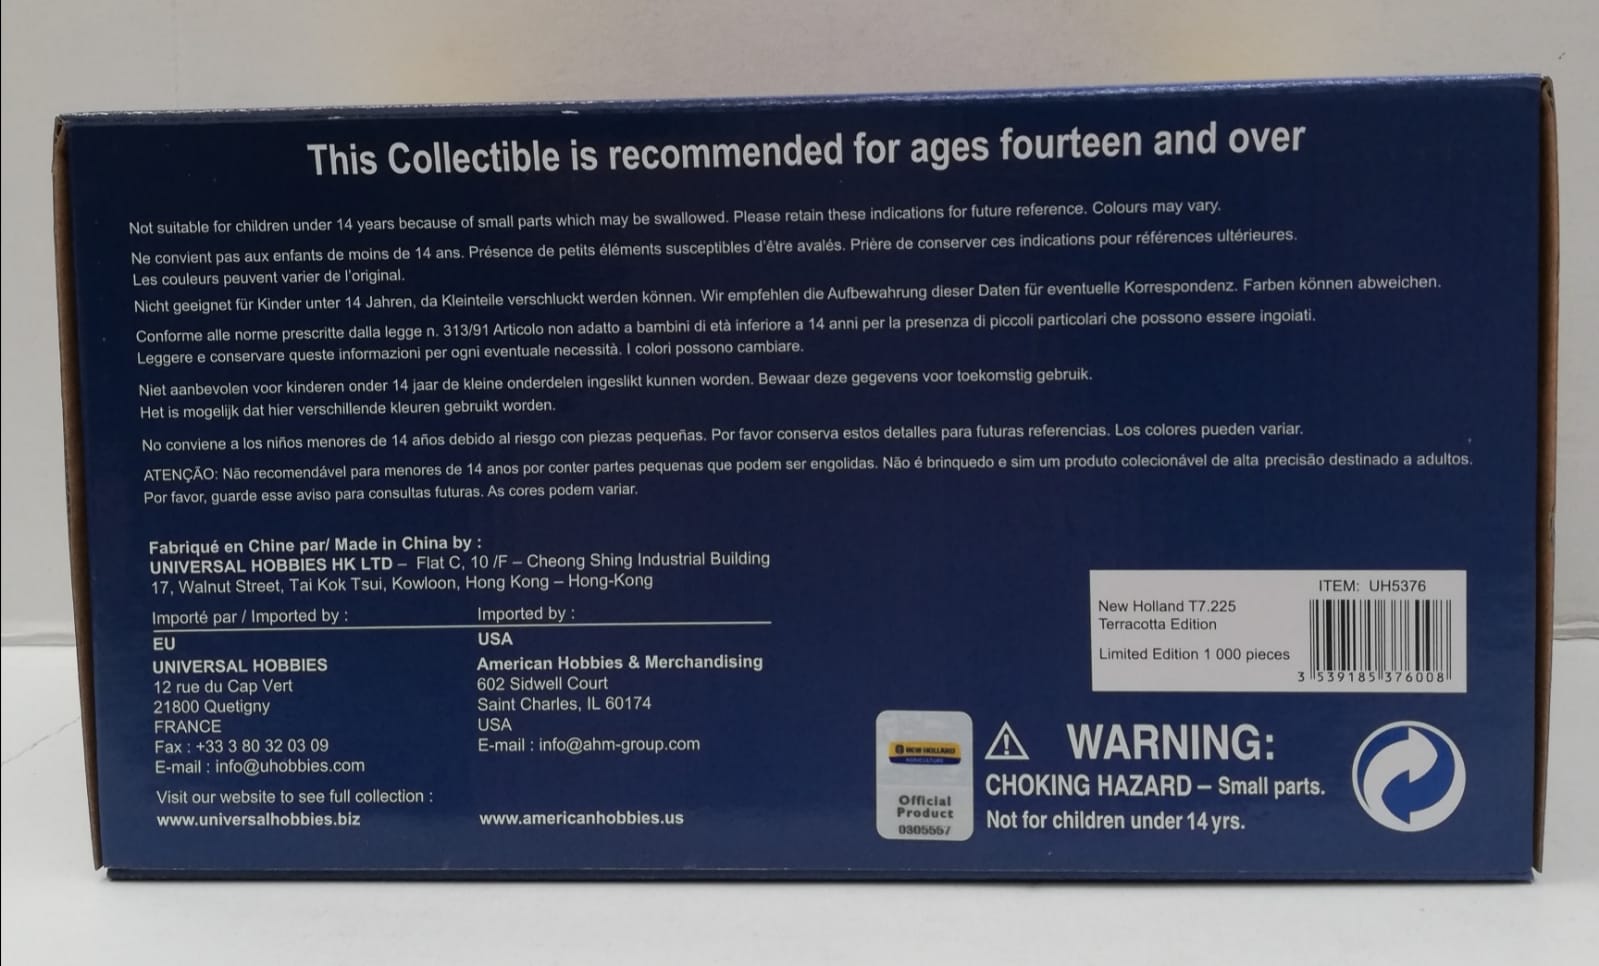 This Collectible is recommended for ages fourteen and over
Not suitable for children under 14 years because of small parts which may be swallowed. Please retain these indications for future reference. Colours may vary.
Ne convient pas aux enfants de moins de 14 ans. Présence de petits éléments susceptibles d'être avalés. Prière de conserver ces indications pour références ultérieures.
Les couleurs peuvent varier de l'original.
Nicht geeignet für Kinder unter 14 Jahren, da Kleinteile verschluckt werden können. Wir empfehlen die Aufbewahrung dieser Daten für eventuelle Korrespondenz. Farben können abweichen.
Conforme alle norme prescritte dalla legge n. 313/91 Articolo non adatto a bambini di età inferiore a 14 anni per la presenza di piccoli particolari che possono essere ingoiati.
Leggere e conservare queste informazioni per ogni eventuale necessità. I colori possono cambiare.
Niet aanbevolen voor kinderen onder 14 jaar de kleine onderdelen ingeslikt kunnen worden. Bewaar deze gegevens voor toekomstig gebruik.
Het is mogelijk dat hier verschillende kleuren gebruikt worden.
No conviene a los niños menores de 14 años debido al riesgo con piezas pequeñas. Por favor conserva estos detalles para futuras referencias. Los colores pueden variar.
ATENÇÃO: Não recomendável para menores de 14 anos por conter partes pequenas que podem ser engolidas. Não é brinquedo e sim um produto colecionável de alta precisão destinado a adultos.
Por favor, guarde esse aviso para consultas futuras. As cores podem variar.
Fabriqué en Chine par/ Made in China by :
UNIVERSAL HOBBIES HK LTD – Flat C, 10 /F – Cheong Shing Industrial Building
17, Walnut Street, Tai Kok Tsui, Kowloon, Hong Kong – Hong-Kong
Importé par / Imported by :
EU
UNIVERSAL HOBBIES
12 rue du Cap Vert
21800 Quetigny
FRANCE
Fax : +33 3 80 32 03 09
E-mail : info@uhobbies.com
Visit our website to see full collection :
www.universalhobbies.biz
Imported by :
USA
American Hobbies & Merchandising
602 Sidwell Court
Saint Charles, IL 60174
USA
E-mail : info@ahm-group.com
www.americanhobbies.us
ITEM: UH5376
New Holland T7.225
Terracotta Edition
Limited Edition 1 000 pieces
3 539185 376008
NEW HOLLAND
AGRICULTURE
Official
Product
0305557
WARNING:
CHOKING HAZARD – Small parts.
Not for children under 14 yrs.